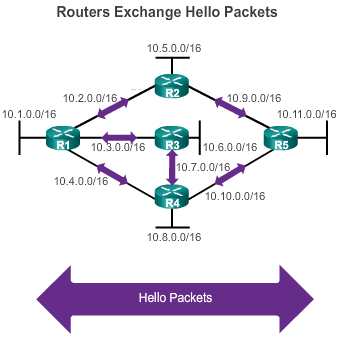 Routers Exchange Hello Packets
10.5.0.0/16
10.2.0.0/16
R2
10.9.0.0/16
10.1.0.0/16
10.11.0.0/16
R1
10.3.0.0/16
R3
10.6.0.0/16
R5
10.7.0.0/16
10.4.0.0/16
R4
10.10.0.0/16
10.8.0.0/16
Hello Packets